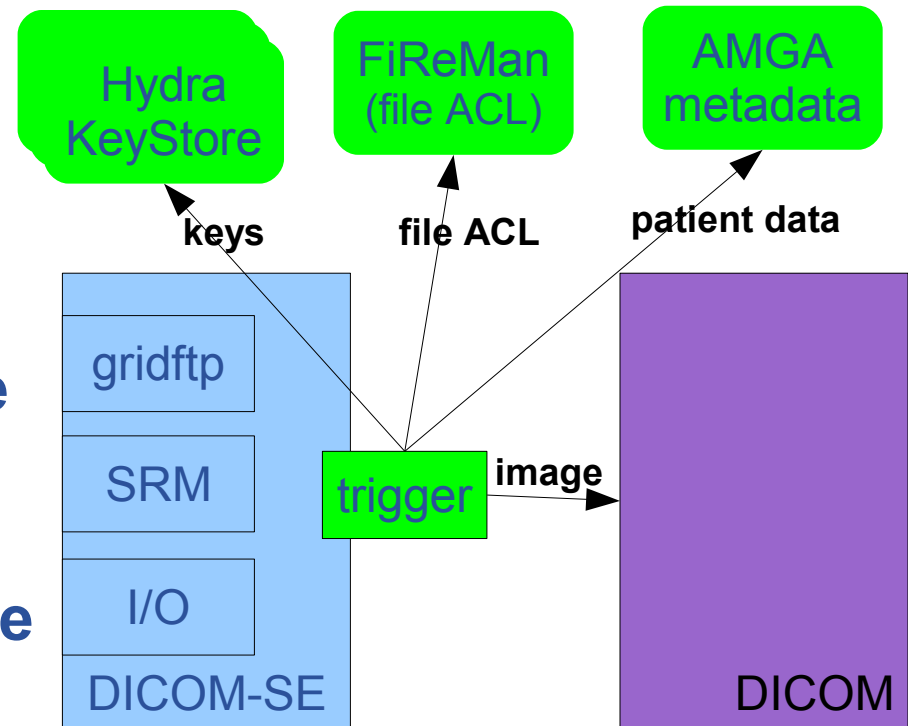 Hydra
KeyStore
FiReMan
(file ACL)
AMGA
metadata
keys
file ACL
patient data
gridftp
e
SRM
trigger
image
I/O
e
DICOM-SE
DICOM